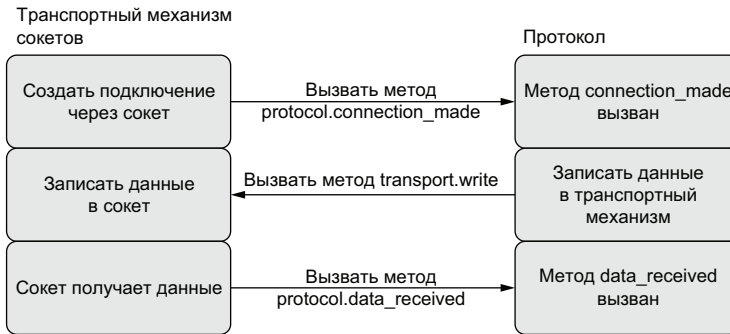 Транспортный механизм
сокетов
Протокол
Создать подключение
через сокет
Вызвать метод
protocol.connection_made
Метод connection_made
вызван
Записать данные
в сокет
Вызвать метод transport.write
Записать данные
в транспортный
механизм
Сокет получает данные
Вызвать метод
protocol.data_received
Метод data_received
вызван